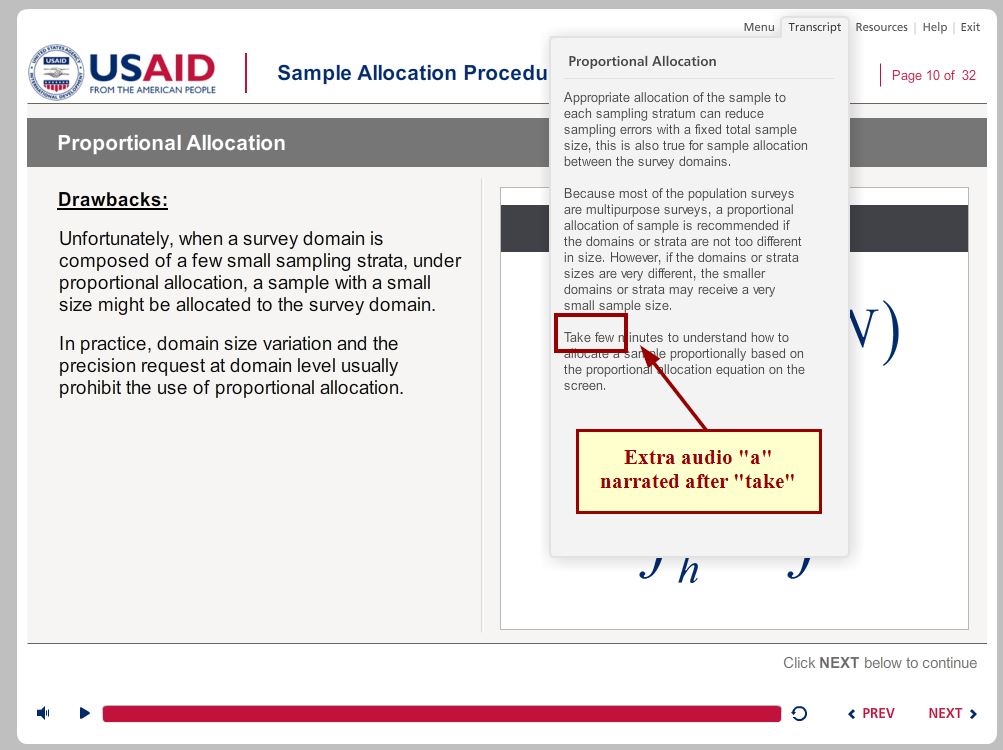 Menu Transcript Resources Help Exit
UNITED STATES AGENCY
USAID
INTERNATIONAL DEVELOPMENT
USAID
FROM THE AMERICAN PEOPLE
Sample Allocation Procedu
Page 10 of 32
Proportional Allocation
Drawbacks:
Unfortunately, when a survey domain is
composed of a few small sampling strata, under
proportional allocation, a sample with a small
size might be allocated to the survey domain.
In practice, domain size variation and the
precision request at domain level usually
prohibit the use of proportional allocation.
Proportional Allocation
Appropriate allocation of the sample to
each sampling stratum can reduce
sampling errors with a fixed total sample
size, this is also true for sample allocation
between the survey domains.
Because most of the population surveys
are multipurpose surveys, a proportional
allocation of sample is recommended if
the domains or strata are not too different
in size. However, if the domains or strata
sizes are very different, the smaller
domains or strata may receive a very
small sample size.
Take few minutes to understand how to
allocate a sample proportionally based on
the proportional allocation equation on the
screen.
Extra audio "a"
narrated after "take"
N)
h
Click NEXT below to continue
PREV NEXT